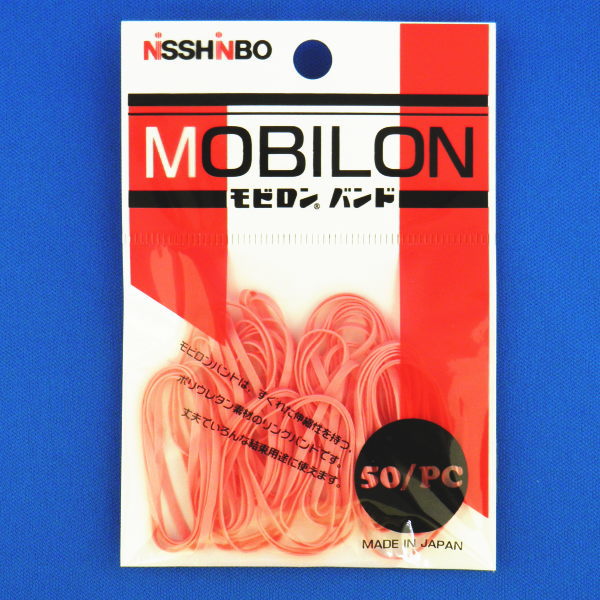 NISSHINBO
MOBILON
モビロン® バンド
モビロンバンドは、すぐれた伸縮性を持つ、
ポリウレタン素材のリングバンドです。
丈夫でいろんな結束用途に使えます。
50/PC
MADE IN JAPAN